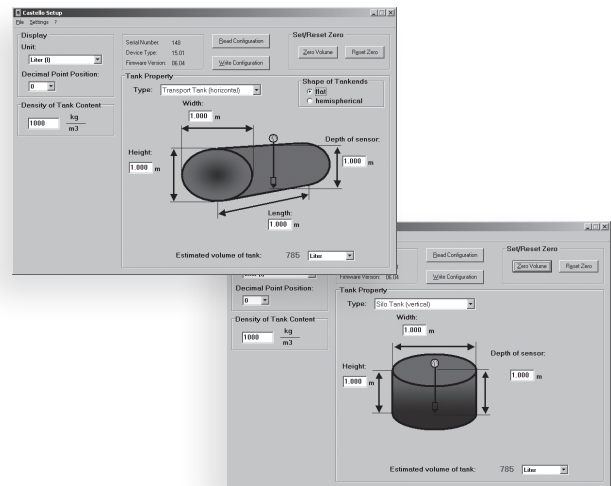 Castello Setup
File Settings ?
Display
Unit:
Liter (l)
Decimal Point Position:
0
Density of Tank Content
1000 kg
m3
Serial Number: 148
Device Type: 15.01
Firmware Version: 06.04
Read Configuration
Write Configuration
Set/Reset Zero
Zero Volume Reset Zero
Tank Property
Type: Transport Tank (horizontal)
Shape of Tankends
flat
hemispherical
Width:
1.000 m
Height:
1.000 m
Depth of sensor:
1.000 m
Length:
1.000 m
Estimated volume of tank: 785 Liter
Firmware Version: 06.04
Read Configuration
Write Configuration
Set/Reset Zero
Zero Volume Reset Zero
Decimal Point Position:
0
Density of Tank Content
1000 kg
m3
Tank Property
Type: Silo Tank (vertical)
Width:
1.000 m
Height:
1.000 m
Depth of sensor:
1.000 m
Estimated volume of tank: 785 Liter